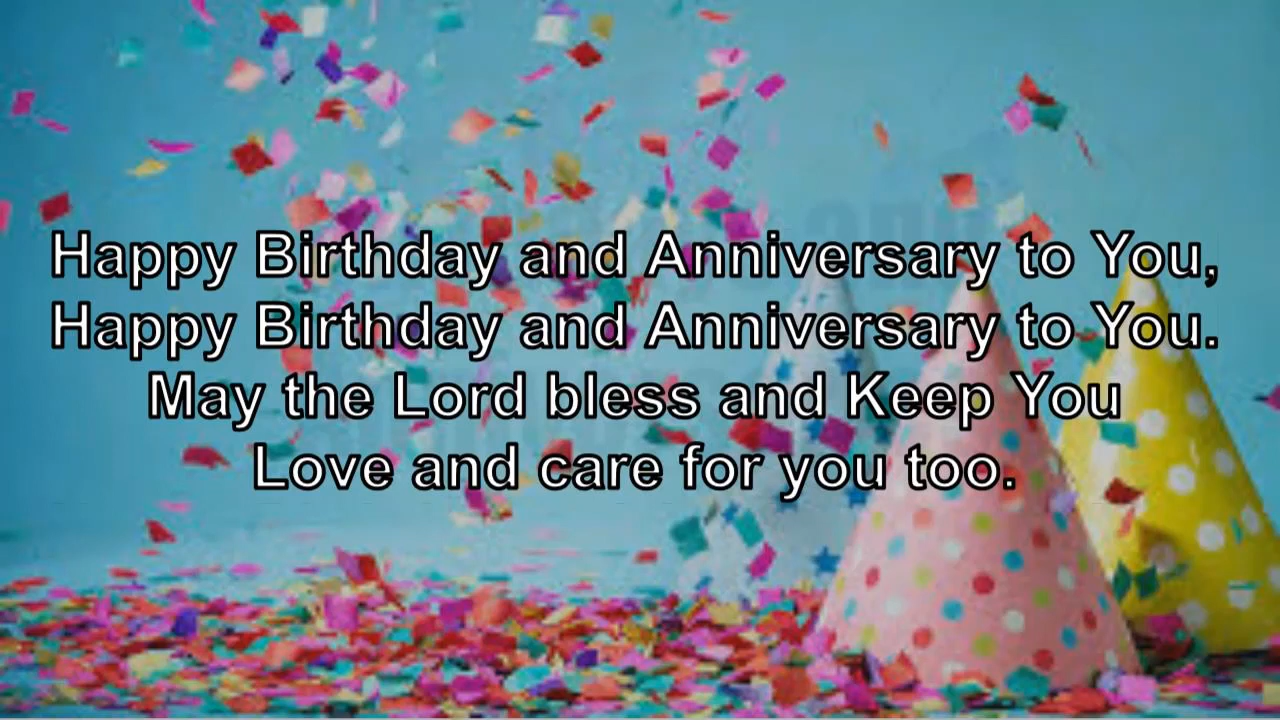 Happy Birthday and Anniversary to You,
Happy Birthday and Anniversary to You.
May the Lord bless and Keep You
Love and care for you too.